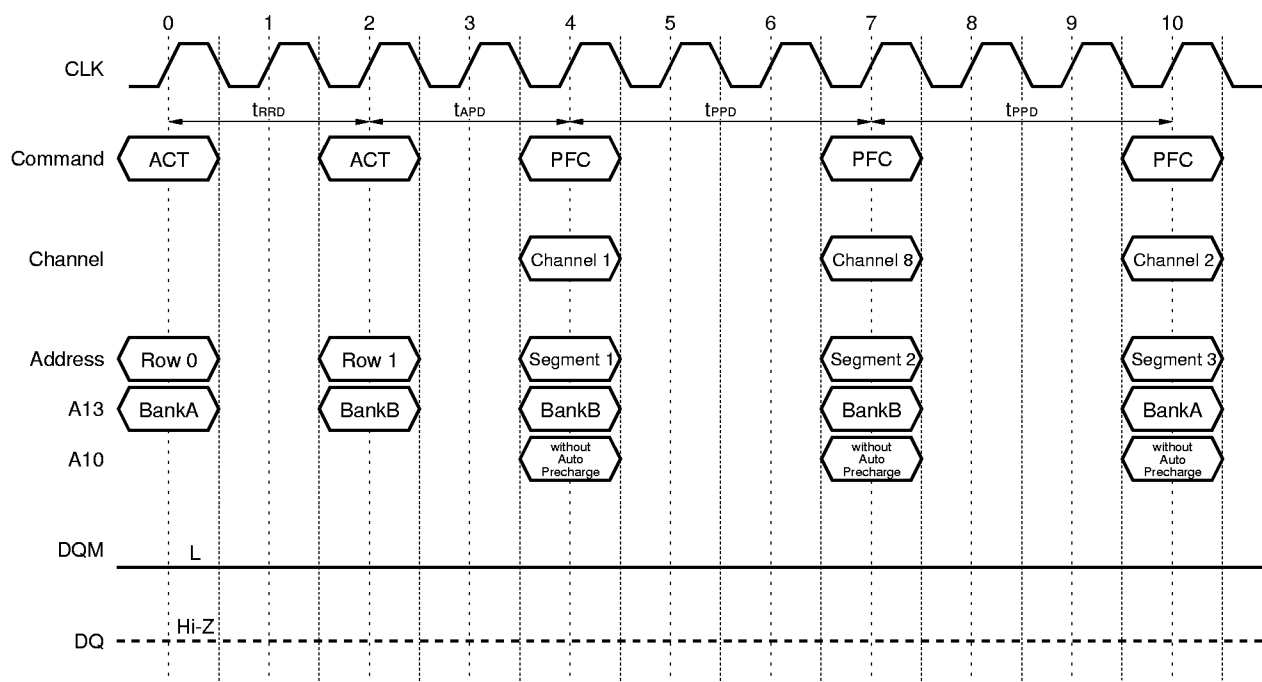 0 1 2 3 4 5 6 7 8 9 10
CLK
tRRD tAPD tPPD tPPD
Command ACT ACT PFC PFC PFC
Channel Channel 1 Channel 8 Channel 2
Address Row 0 Row 1 Segment 1 Segment 2 Segment 3
A13 BankA BankB BankB BankB BankA
A10 without Auto Precharge without Auto Precharge without Auto Precharge
DQM L
DQ Hi-Z